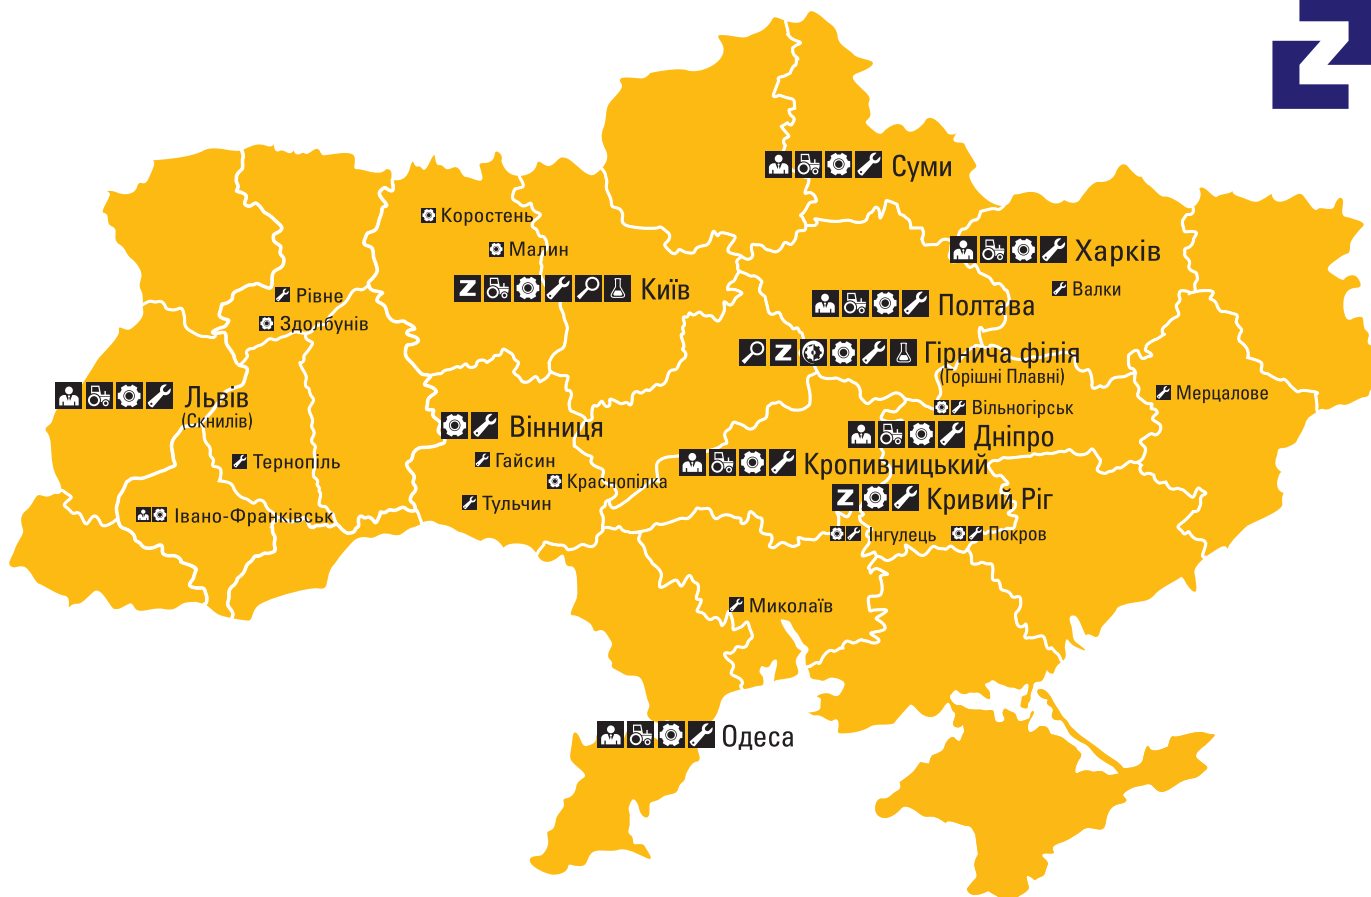 Z
Суми
Коростень
Малин
Харків
Z Київ
Валки
Рівне
Полтава
Здолбунів
Z Гірнича філія
(Горішні Плавні)
Львів
(Скнилів)
Мерцалове
Вільногірськ
Вінниця
Дніпро
Тернопіль
Гайсин
Кропивницький
Краснопілка
Тульчин
Z Кривий Ріг
Івано-Франківськ
Інгулець
Покров
Миколаїв
Одеса